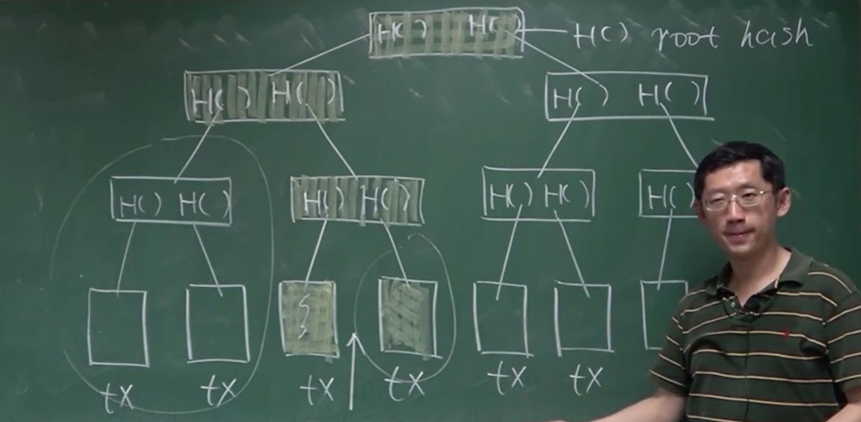 H( ) H( ) H( ) root hash
H( ) H( ) H( ) H( )
H( ) H( ) H( ) H( ) H( ) H( ) H( )
tx tx tx tx tx tx